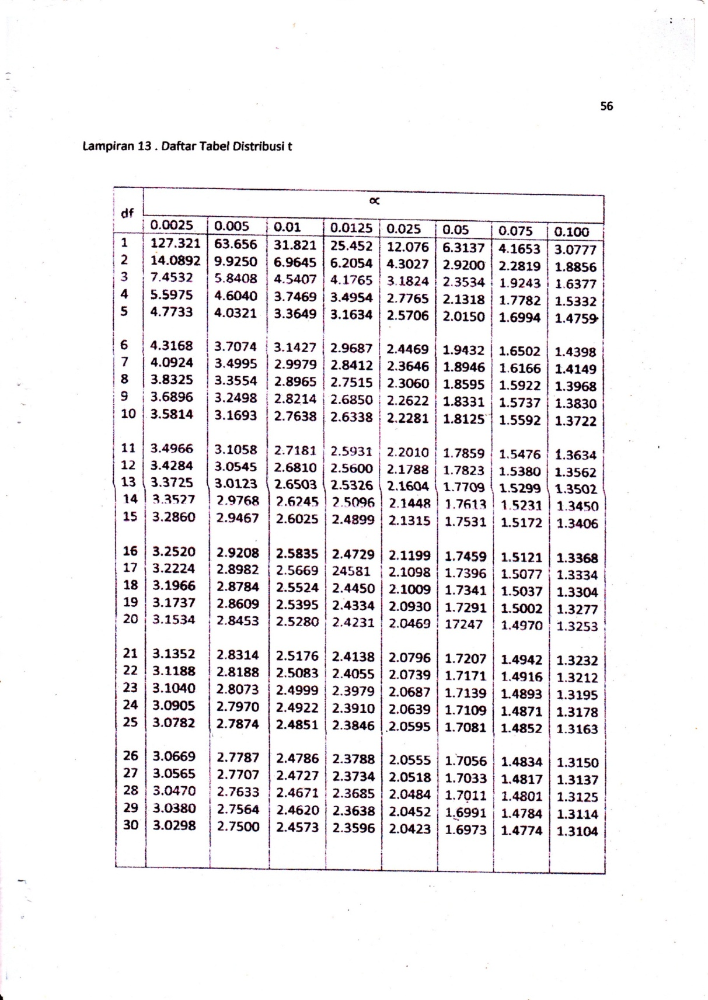 56
Lampiran 13 . Daftar Tabel Distribusi t
df ∝
0.0025 0.005 0.01 0.0125 0.025 0.05 0.075 0.100
1 127.321 63.656 31.821 25.452 12.076 6.3137 4.1653 3.0777
2 14.0892 9.9250 6.9645 6.2054 4.3027 2.9200 2.2819 1.8856
3 7.4532 5.8408 4.5407 4.1765 3.1824 2.3534 1.9243 1.6377
4 5.5975 4.6040 3.7469 3.4954 2.7765 2.1318 1.7782 1.5332
5 4.7733 4.0321 3.3649 3.1634 2.5706 2.0150 1.6994 1.4759
6 4.3168 3.7074 3.1427 2.9687 2.4469 1.9432 1.6502 1.4398
7 4.0924 3.4995 2.9979 2.8412 2.3646 1.8946 1.6166 1.4149
8 3.8325 3.3554 2.8965 2.7515 2.3060 1.8595 1.5922 1.3968
9 3.6896 3.2498 2.8214 2.6850 2.2622 1.8331 1.5737 1.3830
10 3.5814 3.1693 2.7638 2.6338 2.2281 1.8125 1.5592 1.3722
11 3.4966 3.1058 2.7181 2.5931 2.2010 1.7859 1.5476 1.3634
12 3.4284 3.0545 2.6810 2.5600 2.1788 1.7823 1.5380 1.3562
13 3.3725 3.0123 2.6503 2.5326 2.1604 1.7709 1.5299 1.3502
14 3.3527 2.9768 2.6245 2.5096 2.1448 1.7613 1.5231 1.3450
15 3.2860 2.9467 2.6025 2.4899 2.1315 1.7531 1.5172 1.3406
16 3.2520 2.9208 2.5835 2.4729 2.1199 1.7459 1.5121 1.3368
17 3.2224 2.8982 2.5669 24581 2.1098 1.7396 1.5077 1.3334
18 3.1966 2.8784 2.5524 2.4450 2.1009 1.7341 1.5037 1.3304
19 3.1737 2.8609 2.5395 2.4334 2.0930 1.7291 1.5002 1.3277
20 3.1534 2.8453 2.5280 2.4231 2.0469 17247 1.4970 1.3253
21 3.1352 2.8314 2.5176 2.4138 2.0796 1.7207 1.4942 1.3232
22 3.1188 2.8188 2.5083 2.4055 2.0739 1.7171 1.4916 1.3212
23 3.1040 2.8073 2.4999 2.3979 2.0687 1.7139 1.4893 1.3195
24 3.0905 2.7970 2.4922 2.3910 2.0639 1.7109 1.4871 1.3178
25 3.0782 2.7874 2.4851 2.3846 2.0595 1.7081 1.4852 1.3163
26 3.0669 2.7787 2.4786 2.3788 2.0555 1.7056 1.4834 1.3150
27 3.0565 2.7707 2.4727 2.3734 2.0518 1.7033 1.4817 1.3137
28 3.0470 2.7633 2.4671 2.3685 2.0484 1.7011 1.4801 1.3125
29 3.0380 2.7564 2.4620 2.3638 2.0452 1.6991 1.4784 1.3114
30 3.0298 2.7500 2.4573 2.3596 2.0423 1.6973 1.4774 1.3104